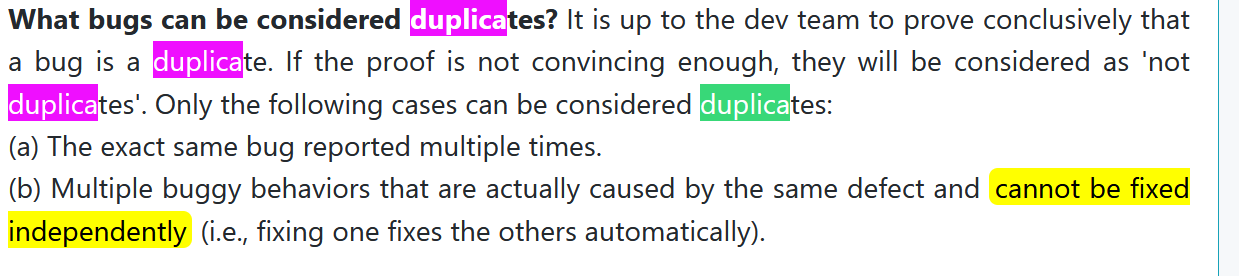 What bugs can be considered duplicates? It is up to the dev team to prove conclusively that
a bug is a duplicate. If the proof is not convincing enough, they will be considered as 'not
duplicates'. Only the following cases can be considered duplicates:
(a) The exact same bug reported multiple times.
(b) Multiple buggy behaviors that are actually caused by the same defect and cannot be fixed
independently (i.e., fixing one fixes the others automatically).